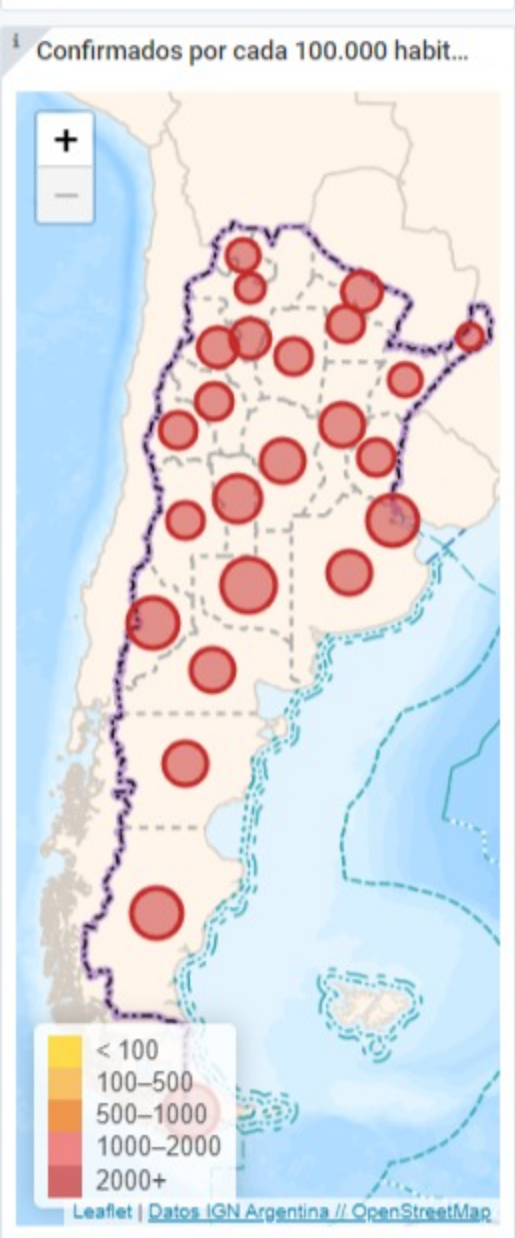 i
Confirmados por cada 100.000 habit...
+
−
< 100
100–500
500–1000
1000–2000
2000+
Leaflet | Datos IGN Argentina // OpenStreetMap